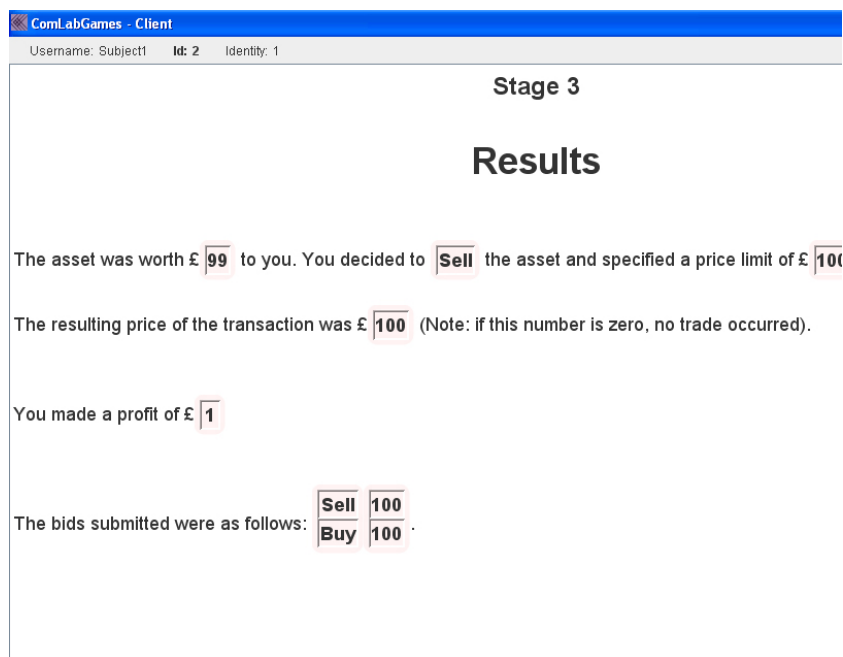 ComLabGames - Client
Username: Subject1 Id: 2 Identity: 1
Stage 3
Results
The asset was worth £ 99 to you. You decided to Sell the asset and specified a price limit of £ 100
The resulting price of the transaction was £ 100 (Note: if this number is zero, no trade occurred).
You made a profit of £ 1
Sell 100
The bids submitted were as follows:
Buy 100 .